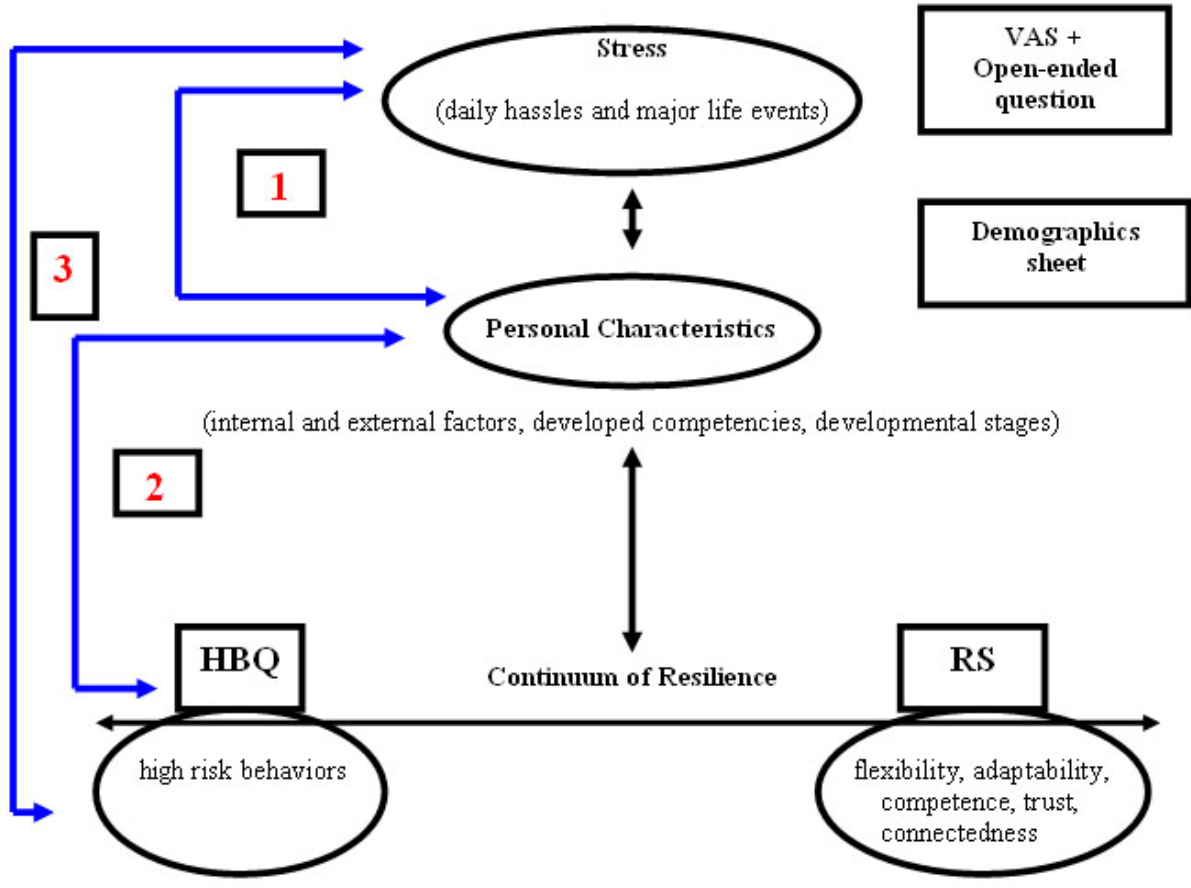 Stress
(daily hassles and major life events)
VAS +
Open-ended
question
1
Demographics
sheet
3
Personal Characteristics
(internal and external factors, developed competencies, developmental stages)
2
HBQ
Continuum of Resilience
RS
high risk behaviors
flexibility, adaptability,
competence, trust,
connectedness